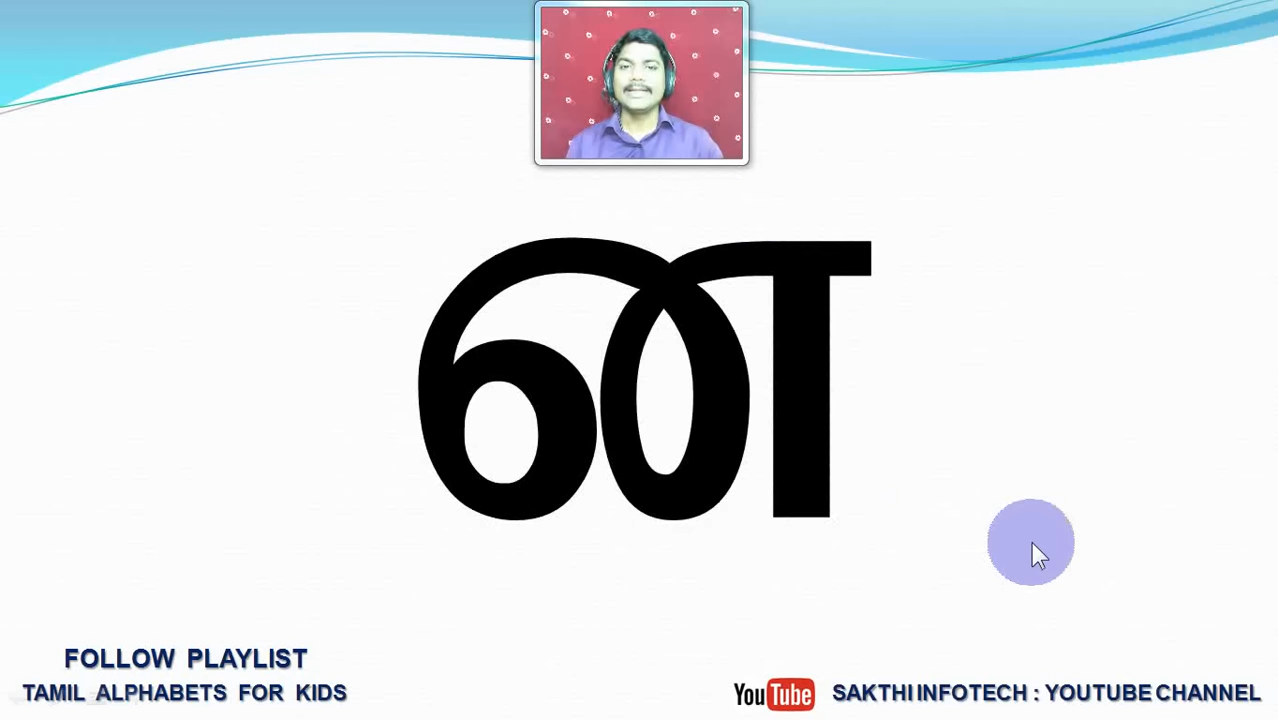 ன
FOLLOW PLAYLIST
TAMIL ALPHABETS FOR KIDS
YouTube SAKTHI INFOTECH : YOUTUBE CHANNEL